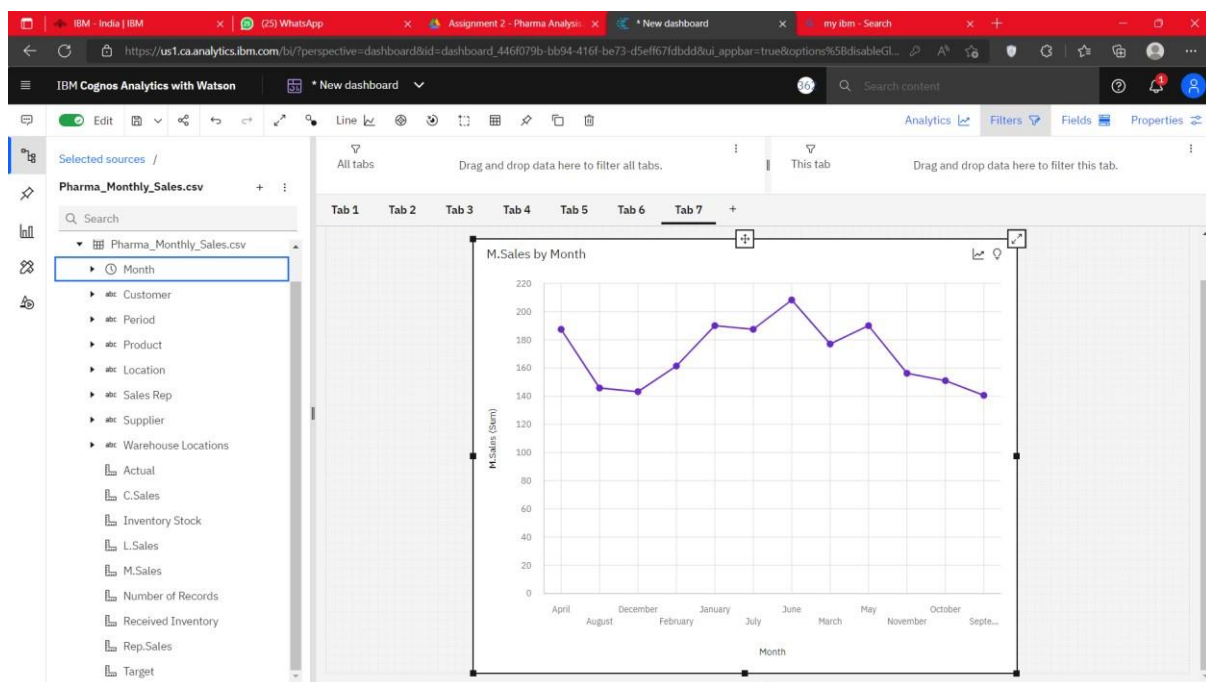 IBM - India | IBM
(25) WhatsApp
Assignment 2 - Pharma Analysis
* New dashboard
my ibm - Search
https://us1.ca.analytics.ibm.com/bi/?perspective=dashboard&id=dashboard_446f079b-bb94-416f-be73-d5eff67fdbdd&ui_appbar=true&options%5BdisableGl...
IBM Cognos Analytics with Watson
* New dashboard
Search content
Edit
Line
Analytics
Filters
Fields
Properties
Selected sources /
Pharma_Monthly_Sales.csv
Search
Pharma_Monthly_Sales.csv
Month
abc Customer
abc Period
abc Product
abc Location
abc Sales Rep
abc Supplier
abc Warehouse Locations
Actual
C.Sales
Inventory Stock
L.Sales
M.Sales
Number of Records
Received Inventory
Rep.Sales
Target
All tabs
Drag and drop data here to filter all tabs.
This tab
Drag and drop data here to filter this tab.
Tab 1 Tab 2 Tab 3 Tab 4 Tab 5 Tab 6 Tab 7
M.Sales by Month
220
200
180
160
140
120
100
80
60
40
20
0
M.Sales (Sum)
April December January June May October
August February July March November Septe...
Month